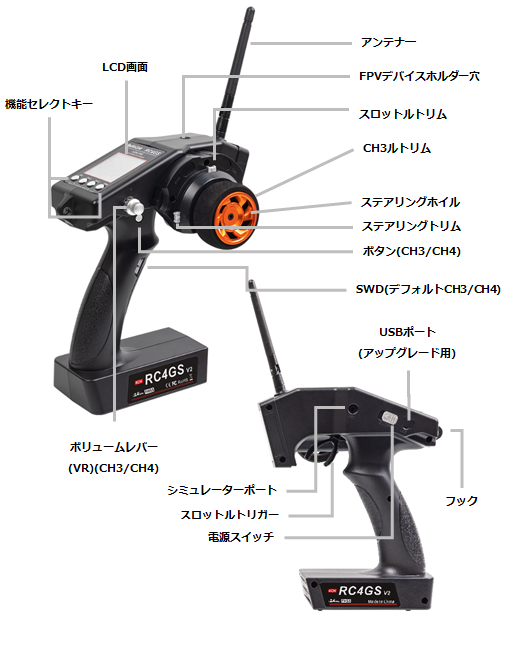 アンテナー
FPVデバイスホルダー穴
LCD画面
機能セレクトキー
スロットルトリム
CH3ルトリム
ステアリングホイル
ステアリングトリム
ボタン(CH3/CH4)
SWD(デフォルトCH3/CH4)
USBポート
(アップグレード用)
RC4GS V2
ボリュームレバー
(VR)(CH3/CH4)
シミュレーターポート
スロットルトリガー
電源スイッチ
フック
RC4GS V2
Made in China